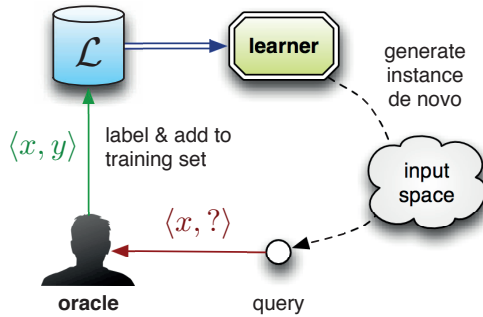 ℒ
learner
generate
instance
de novo
⟨x, y⟩
label & add to
training set
input
space
⟨x, ?⟩
oracle
query